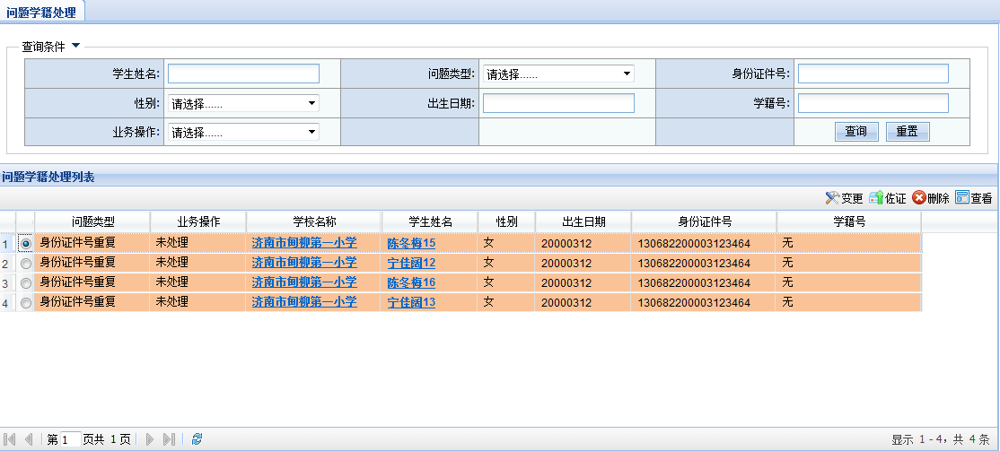 问题学籍处理
查询条件
学生姓名: 问题类型: 请选择...... 身份证件号:
性别: 请选择...... 出生日期: 学籍号:
业务操作: 请选择...... 查询 重置
问题学籍处理列表
变更 佐证 删除 查看
问题类型 业务操作 学校名称 学生姓名 性别 出生日期 身份证件号 学籍号
1 身份证件号重复 未处理 济南市甸柳第一小学 陈冬梅15 女 20000312 130682200003123464 无
2 身份证件号重复 未处理 济南市甸柳第一小学 宁佳阔12 女 20000312 130682200003123464 无
3 身份证件号重复 未处理 济南市甸柳第一小学 陈冬梅16 女 20000312 130682200003123464 无
4 身份证件号重复 未处理 济南市甸柳第一小学 宁佳阔13 女 20000312 130682200003123464 无
第 1 页共 1 页 显示 1 - 4，共 4 条